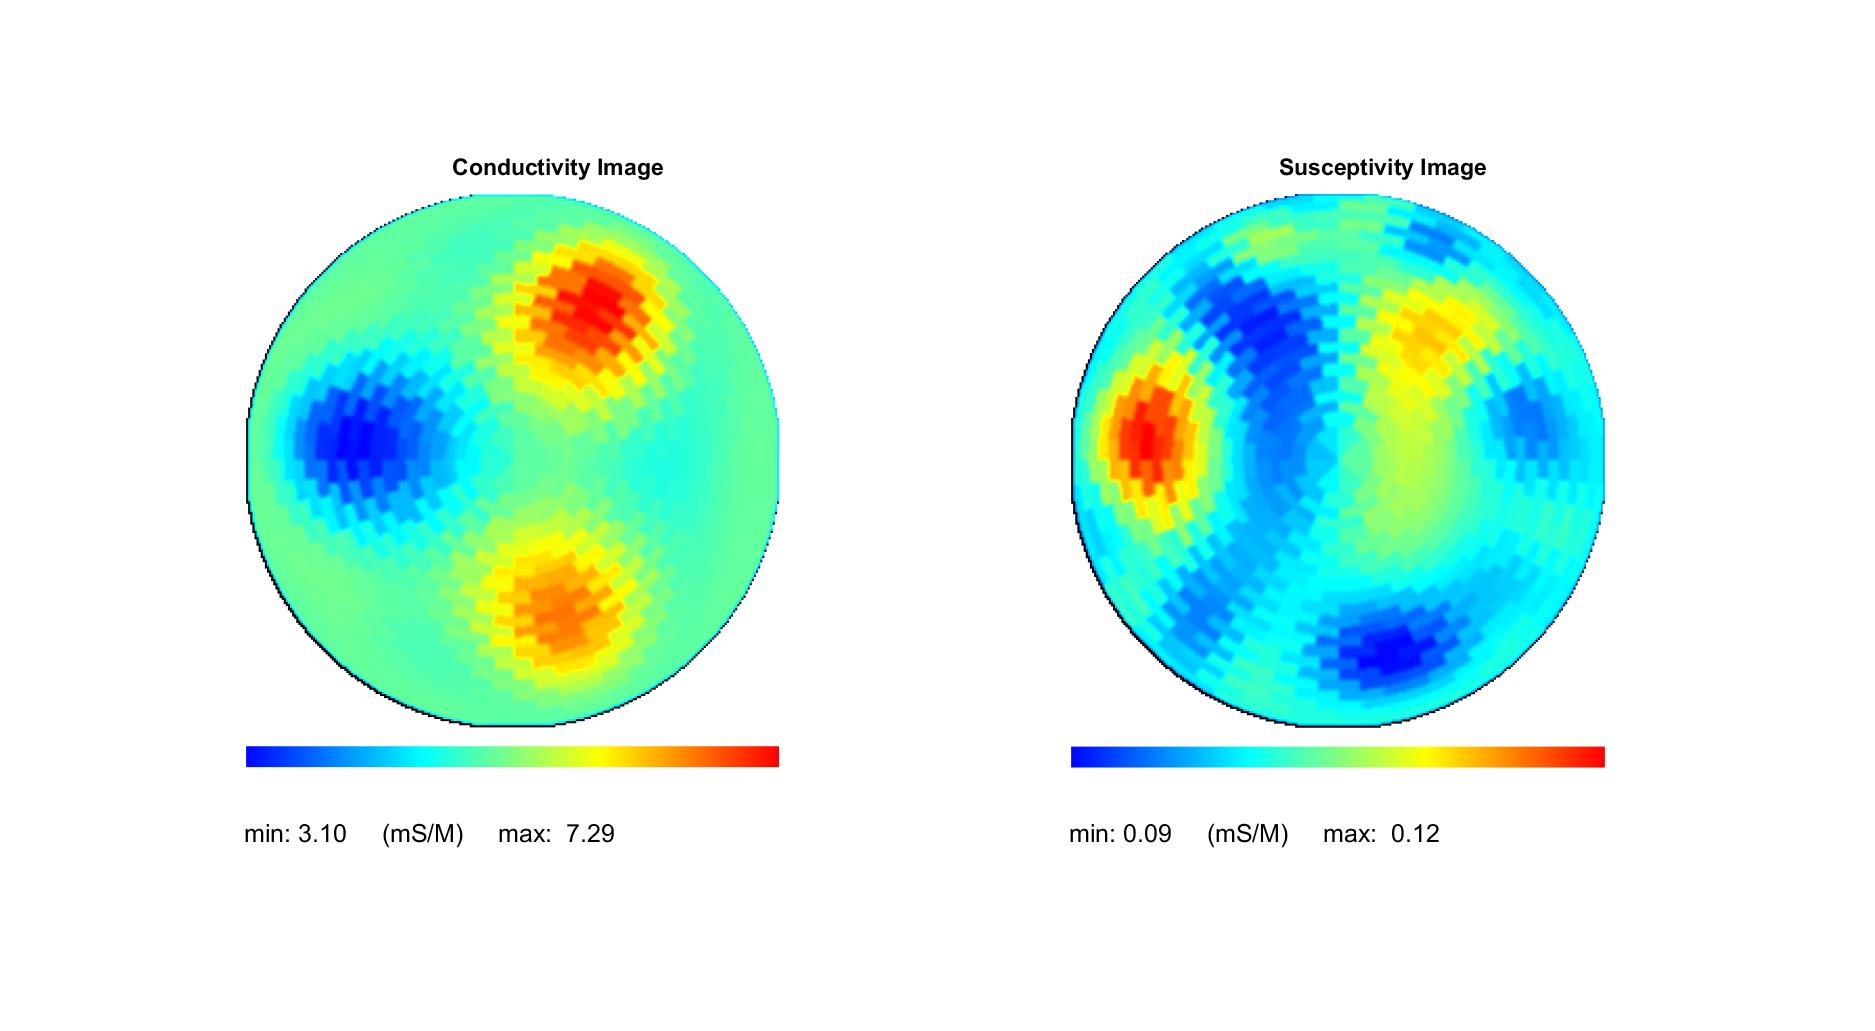 Conductivity Image
Susceptivity Image
min: 3.10 (mS/M) max: 7.29
min: 0.09 (mS/M) max: 0.12